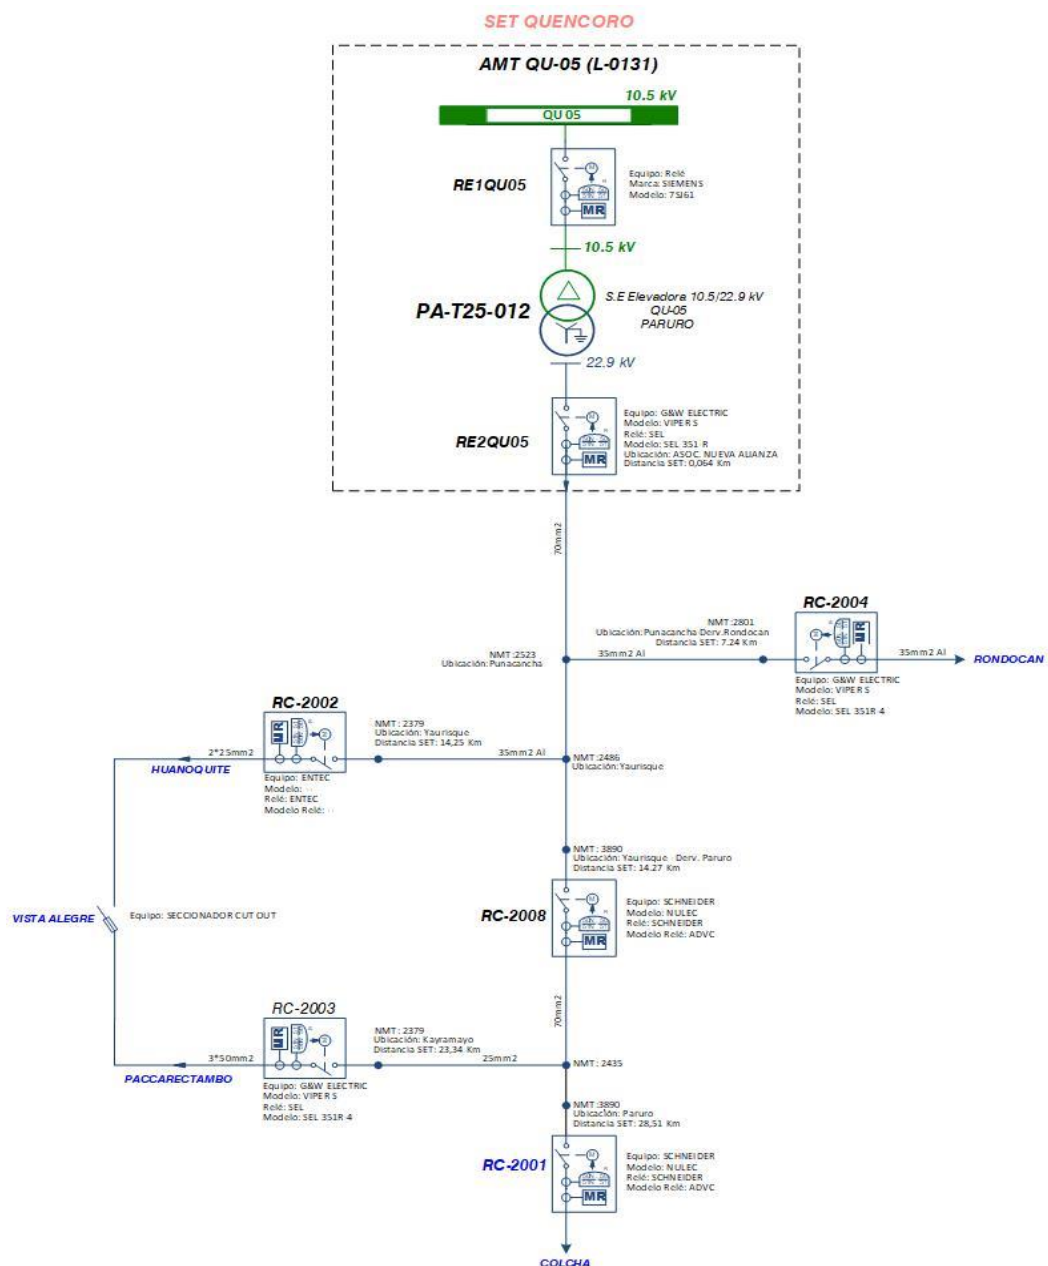 SET QUENCORO
AMT QU-05 (L-0131)
10.5 kV
QU 05
RE1QU05
Equipo: Relé
Marca: SIEMENS
Modelo: 7SJ61
MR
10.5 kV
PA-T25-012
S.E Elevadora 10.5/22.9 kV
QU-05
PARURO
22.9 kV
RE2QU05
Equipo: G&W ELECTRIC
Modelo: VIPER S
Relé: SEL
Modelo: SEL 351 R
Ubicación: ASOC. NUEVA ALIANZA
Distancia SET: 0,064 Km
MR
70mm2
RC-2004
NMT:2801
Ubicación:Punacancha-Derv.Rondocan
Distancia SET: 7.24 Km
MR
NMT:2523
Ubicación: Punacancha
35mm2 Al
35mm2 Al
RONDOCAN
Equipo: G&W ELECTRIC
Modelo: VIPER S
Relé: SEL
Modelo: SEL 351R-4
RC-2002
MR
NMT: 2379
Ubicación: Yaurisque
Distancia SET: 14,25 Km
2*25mm2
35mm2 Al
HUANOQUITE
NMT:2486
Ubicación: Yaurisque
Equipo: ENTEC
Modelo: --
Relé: ENTEC
Modelo Relé: --
NMT: 3890
Ubicación: Yaurisque - Derv. Paruro
Distancia SET: 14.27 Km
VISTA ALEGRE
Equipo: SECCIONADOR CUT OUT
RC-2008
Equipo: SCHNEIDER
Modelo: NULEC
Relé: SCHNEIDER
Modelo Relé: ADVC
MR
70mm2
RC-2003
MR
NMT: 2379
Ubicación: Kayramayo
Distancia SET: 23,34 Km
3*50mm2
25mm2
NMT: 2435
PACCARECTAMBO
Equipo: G&W ELECTRIC
Modelo: VIPER S
Relé: SEL
Modelo: SEL 351R-4
NMT:3890
Ubicación: Paruro
Distancia SET: 28,51 Km
RC-2001
Equipo: SCHNEIDER
Modelo: NULEC
Relé: SCHNEIDER
Modelo Relé: ADVC
MR
COLCHA